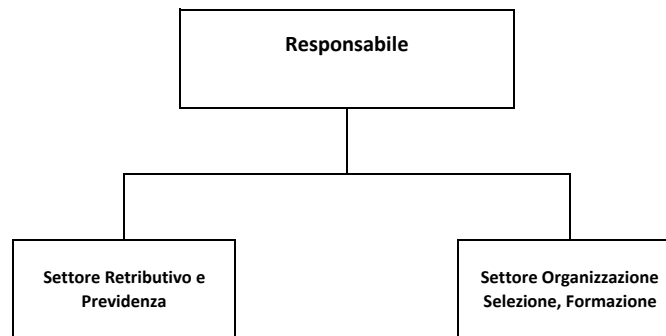 Responsabile
Settore Retributivo e
Previdenza
Settore Organizzazione
Selezione, Formazione